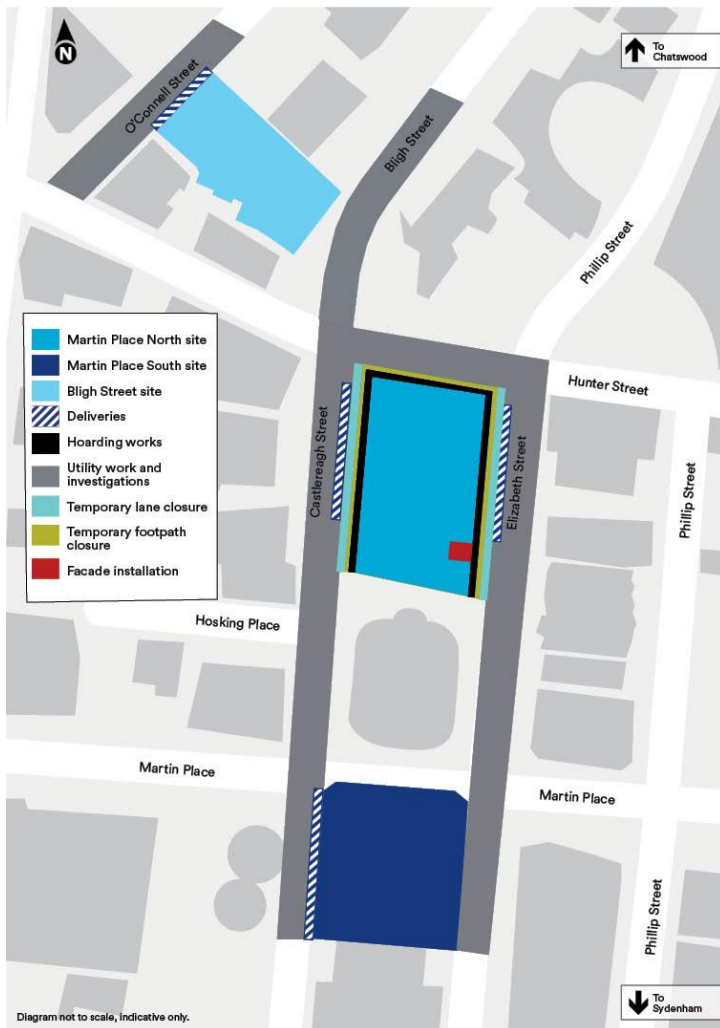 N
To
Chatswood
O'Connell Street
Bligh Street
Phillip Street
Martin Place North site
Martin Place South site
Bligh Street site
Deliveries
Hoarding works
Utility work and
investigations
Temporary lane closure
Temporary footpath
closure
Facade installation
Hunter Street
Castlereagh Street
Elizabeth Street
Phillip Street
Hosking Place
Martin Place
Martin Place
Phillip Street
To
Sydenham
Diagram not to scale, indicative only.